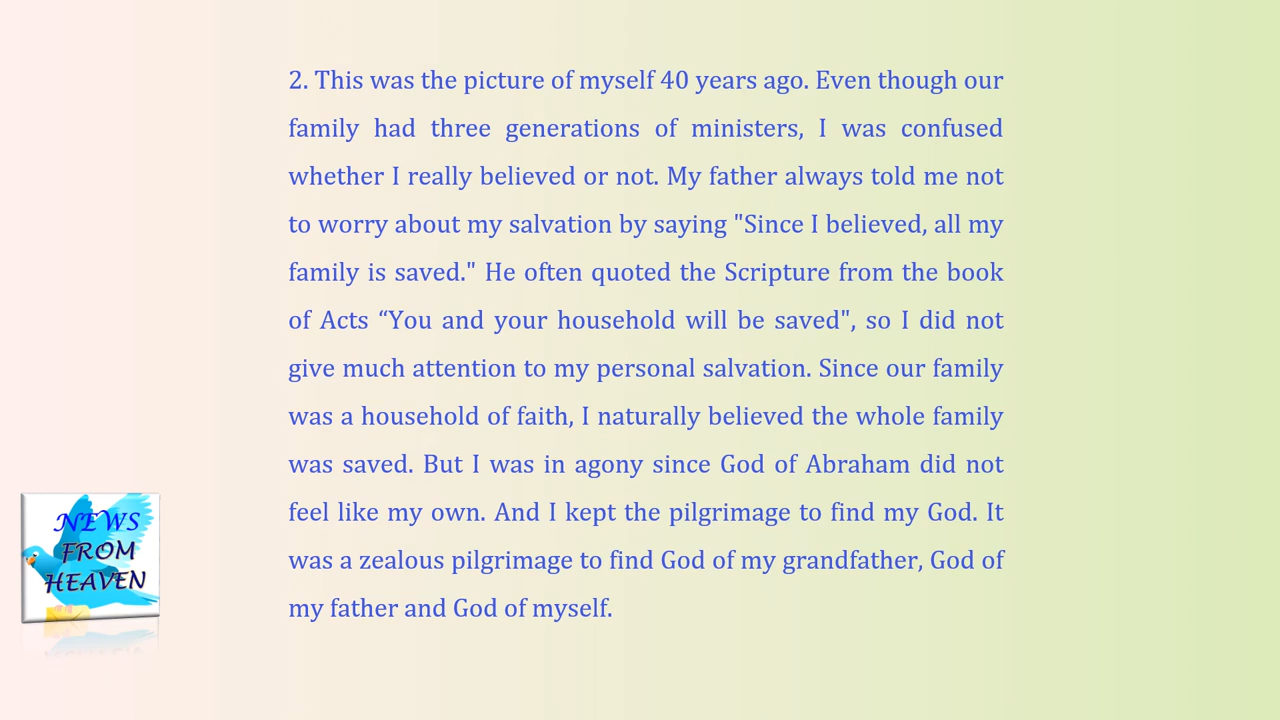 2. This was the picture of myself 40 years ago. Even though our
family had three generations of ministers, I was confused
whether I really believed or not. My father always told me not
to worry about my salvation by saying "Since I believed, all my
family is saved." He often quoted the Scripture from the book
of Acts “You and your household will be saved", so I did not
give much attention to my personal salvation. Since our family
was a household of faith, I naturally believed the whole family
was saved. But I was in agony since God of Abraham did not
feel like my own. And I kept the pilgrimage to find my God. It
was a zealous pilgrimage to find God of my grandfather, God of
my father and God of myself.
NEWS
FROM
HEAVEN